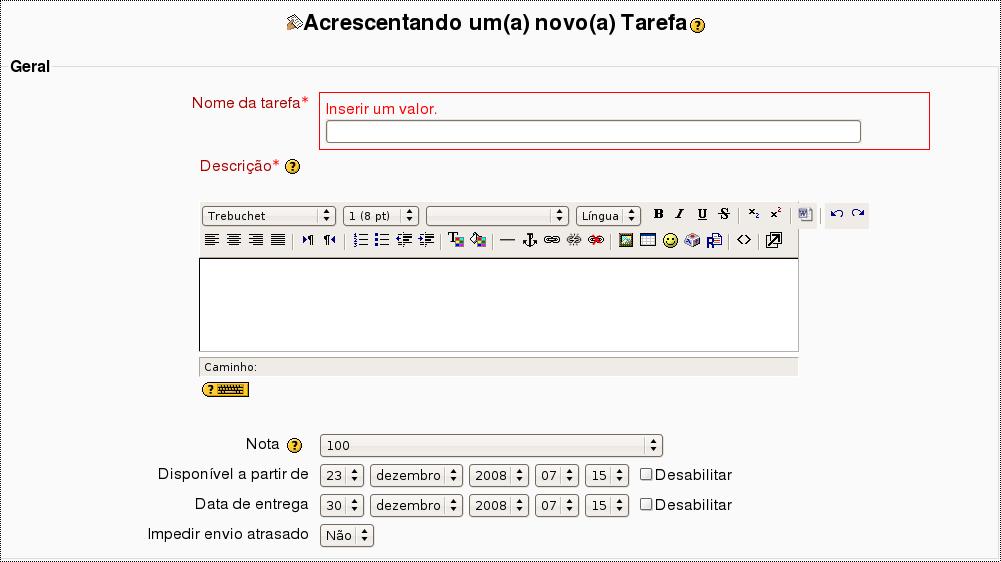 Acrescentando um(a) novo(a) Tarefa
Geral
Nome da tarefa*
Inserir um valor.
Descrição*
Trebuchet 1 (8 pt) Língua B I U S x₂ x²
Caminho:
Nota 100
Disponível a partir de 23 dezembro 2008 07 15 Desabilitar
Data de entrega 30 dezembro 2008 07 15 Desabilitar
Impedir envio atrasado Não